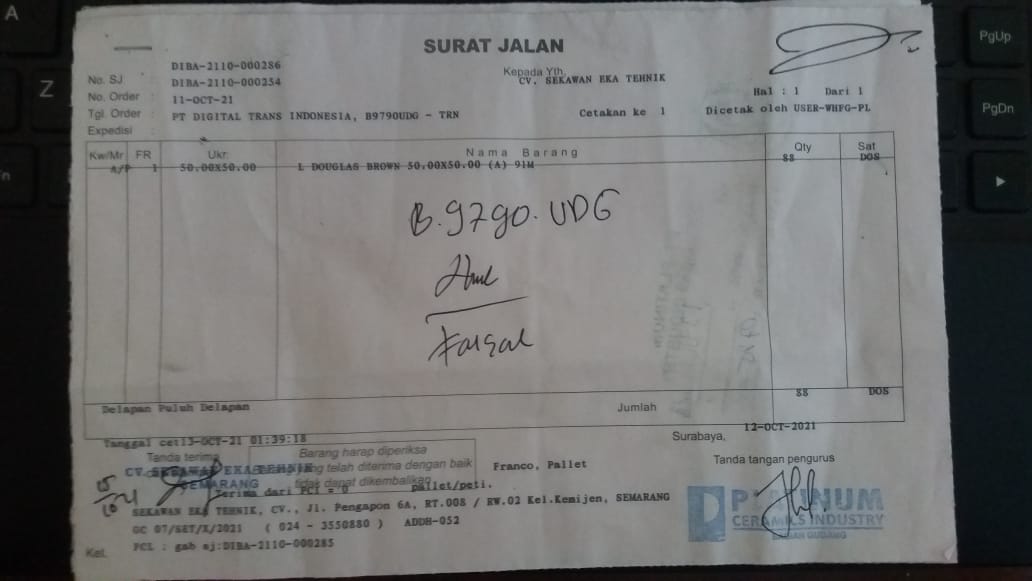 SURAT JALAN
DIBA-2110-000286
No. SJ : DIBA-2110-000254
No. Order : 11-OCT-21
Tgl. Order : PT DIGITAL TRANS INDONESIA, B9790UDG - TRN
Expedisi :
Kepada Yth.
CV. SEKAWAN EKA TEHNIK
Hal : 1 Dari 1
Cetakan ke 1 Dicetak oleh USER-WHFG-PL
Kw/Mr FR Ukr. Nama Barang Qty Sat
A/P 1 50.00X50.00 L DOUGLAS BROWN 50.00X50.00 (A) 91M 88 DOS
B.9790.UDG
Faisal
88 DOS
Delapan Puluh Delapan Jumlah
Tanggal cet13-OCT-21 01:39:18
Surabaya, 12-OCT-2021
Tanda terima
Barang harap diperiksa
yang telah diterima dengan baik
tidak dapat dikembalikan
CV. SEKAWAN EKA TEHNIK
SEMARANG
15/10 21
Franco, Pallet
Tanda tangan pengurus
Terima dari PCI = 0 pallet/peti.
SEKAWAN EKA TEHNIK, CV., Jl. Pengapon 6A, RT.008 / RW.02 Kel.Kemijen, SEMARANG
GC 07/SET/X/2021 ( 024 - 3550880 ) ADDH-052
Ket. PCL : gab sj:DIBA-2110-000285
PLATINUM
CERAMICS INDUSTRY
BAGIAN GUDANG
A
Z
PgUp
PgDn